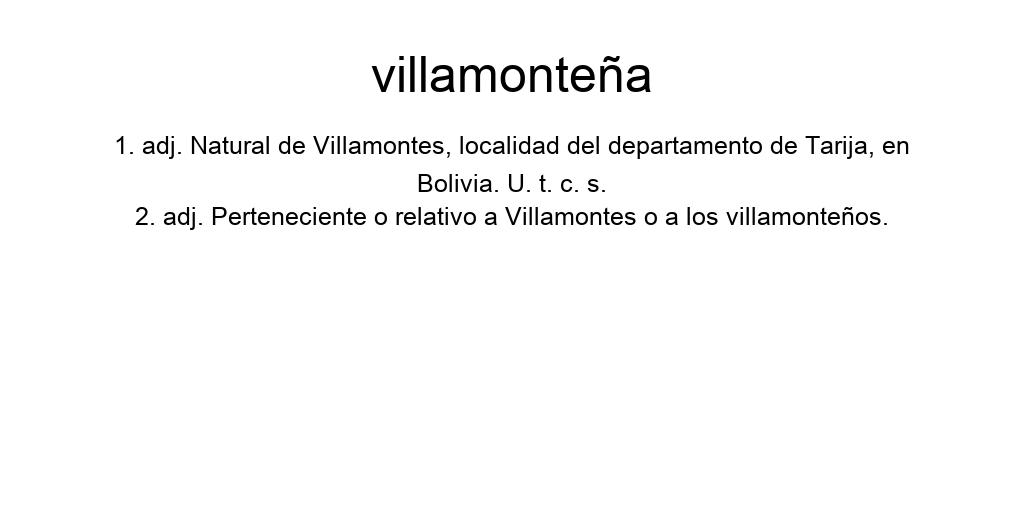 villamonteña
1. adj. Natural de Villamontes, localidad del departamento de Tarija, en
Bolivia. U. t. c. s.
2. adj. Perteneciente o relativo a Villamontes o a los villamonteños.